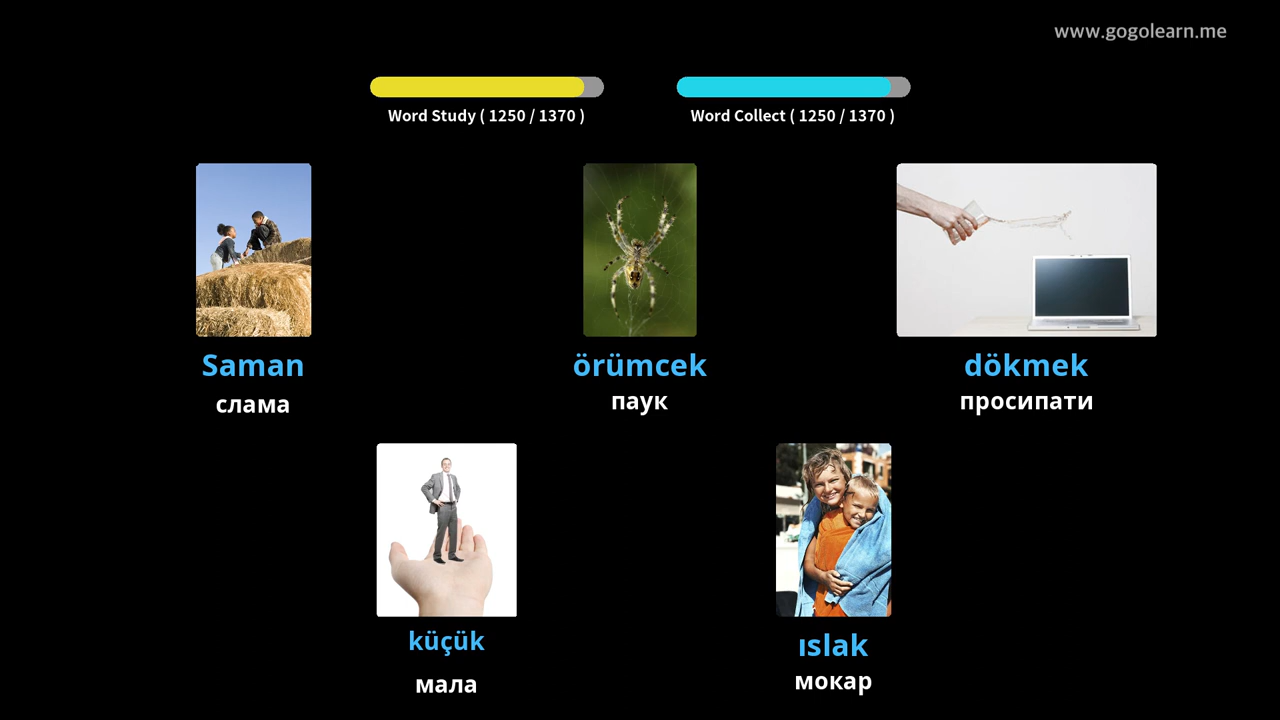 www.gogolearn.me
Word Study ( 1250 / 1370 )
Word Collect ( 1250 / 1370 )
Saman
слама
örümcek
паук
dökmek
просипати
küçük
мала
ıslak
мокар